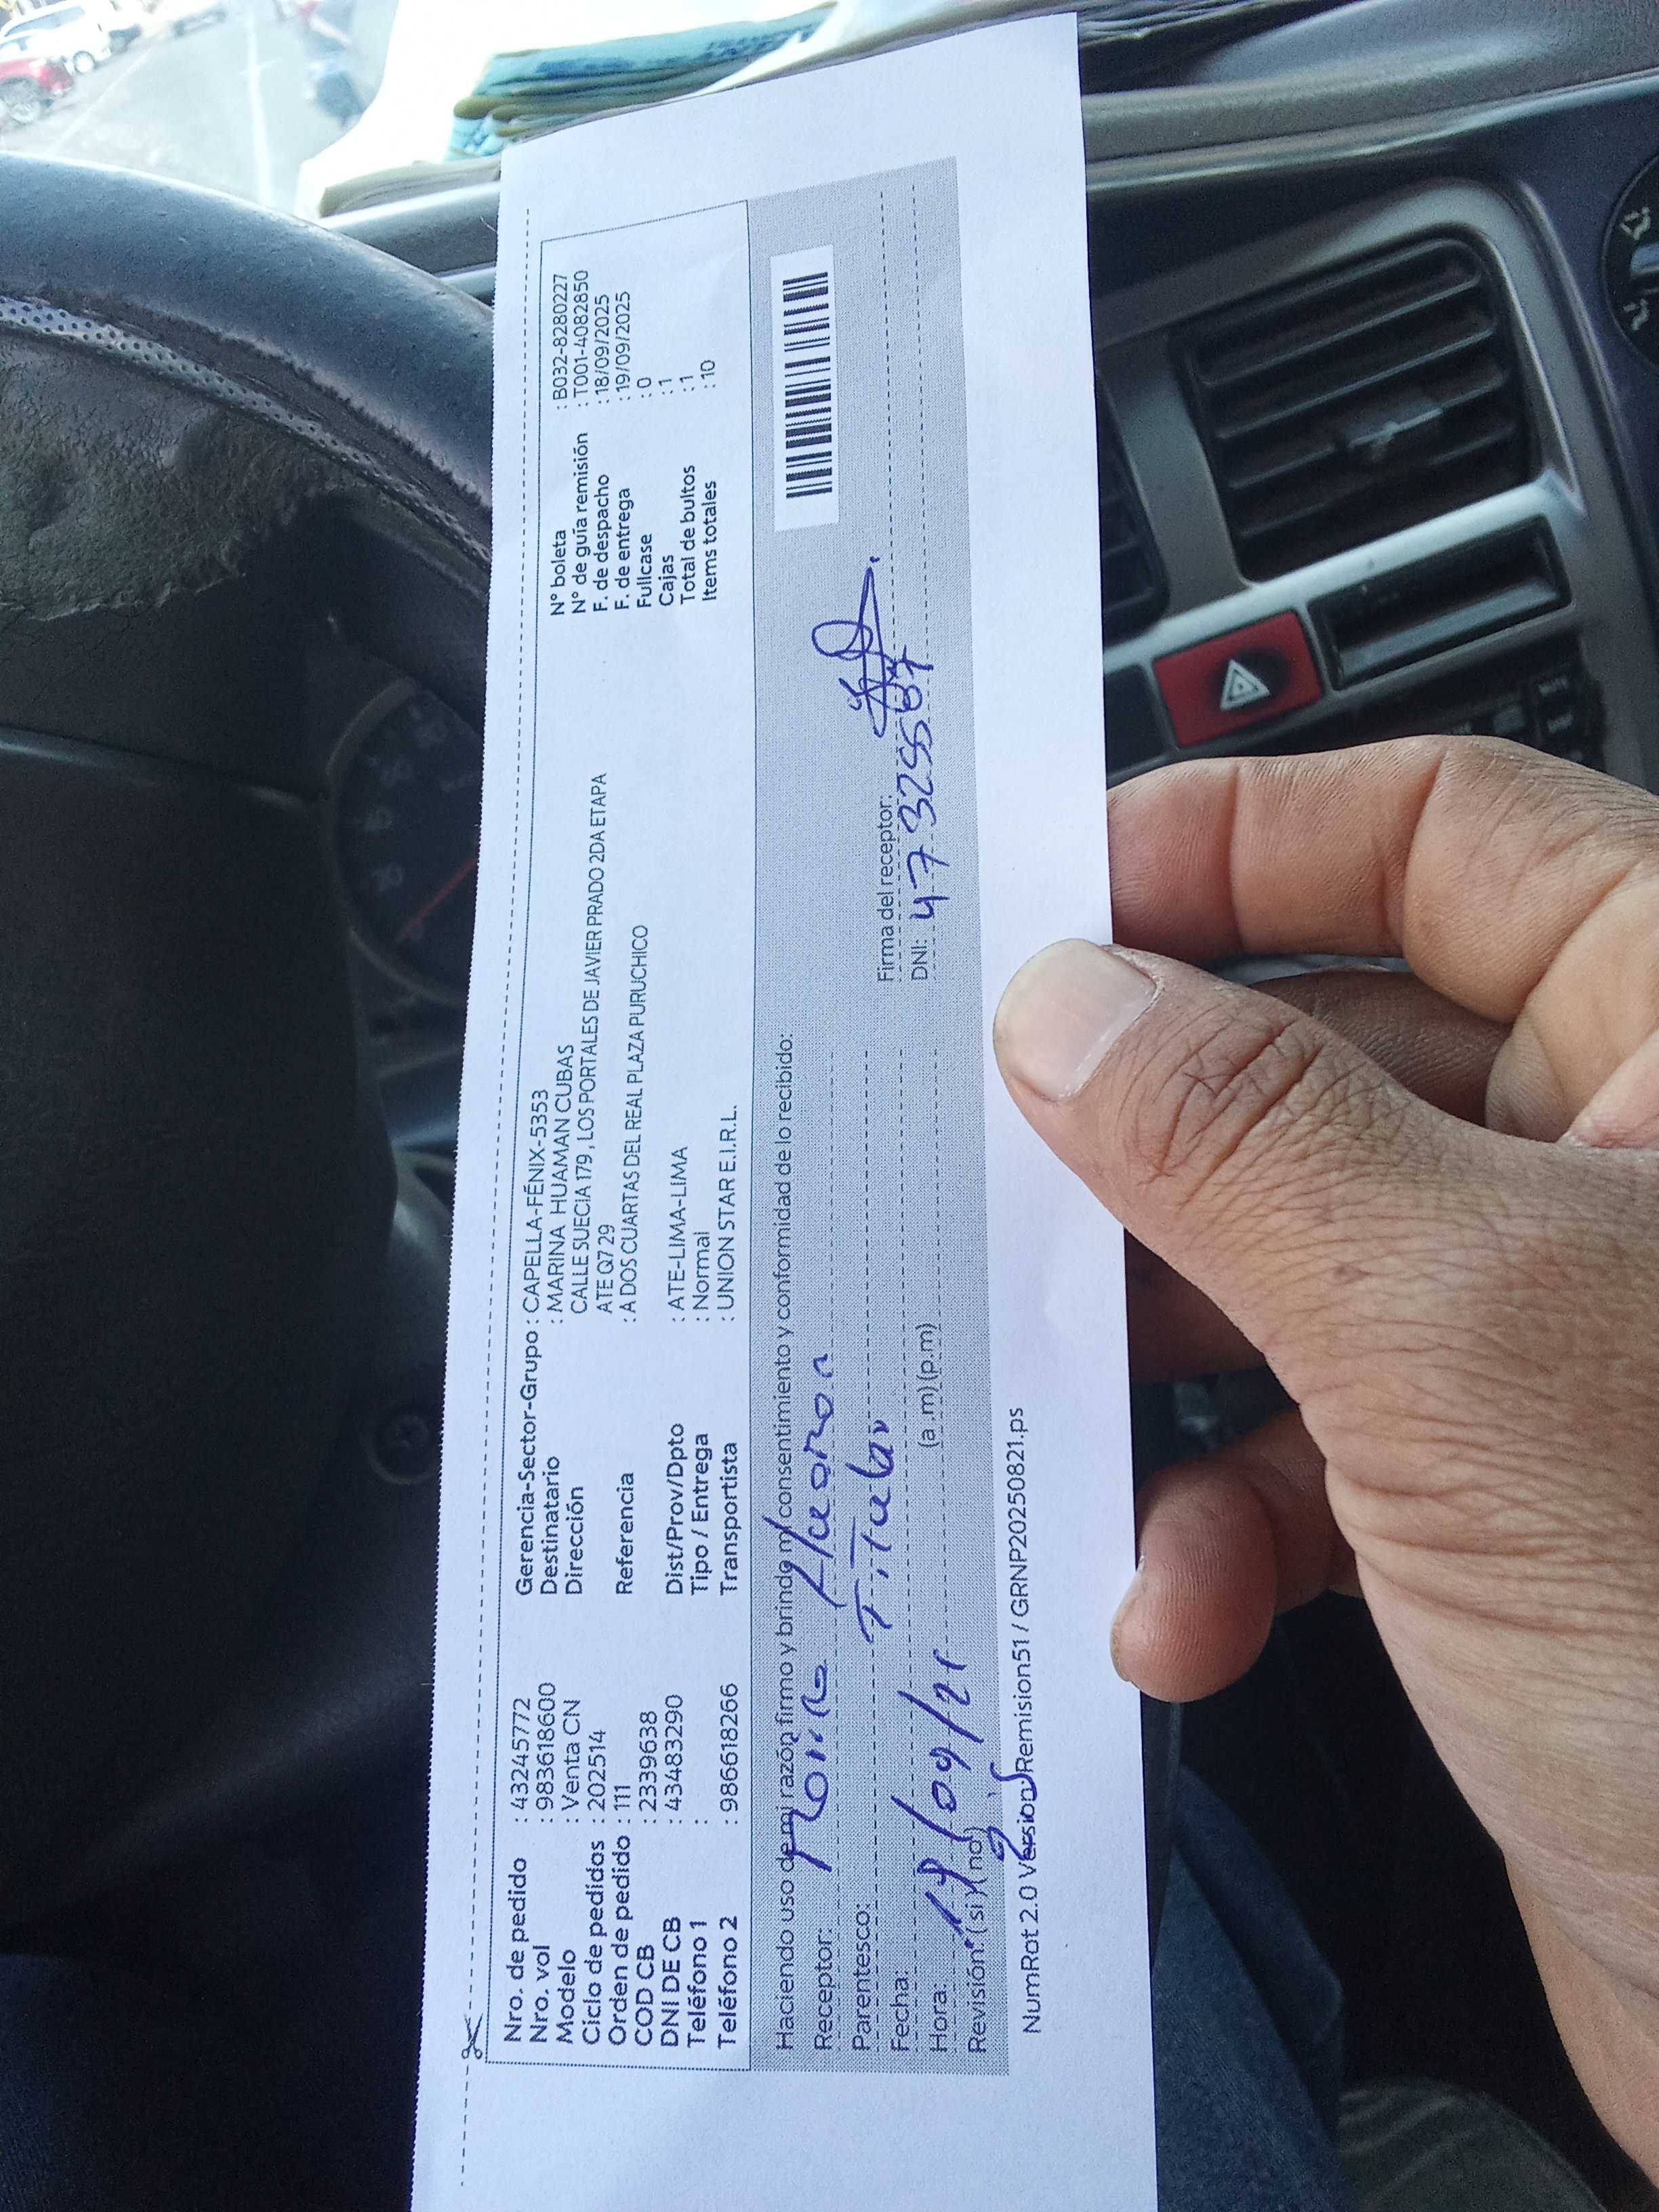 Nro. de pedido : 43245772
Nro. vol : 983618600
Modelo : Venta CN
Ciclo de pedidos : 202514
Orden de pedido : 111
COD CB : 2339638
DNI DE CB : 43483290
Teléfono 1 :
Teléfono 2 : 986618266
Gerencia-Sector-Grupo : CAPELLA-FÉNIX-5353
Destinatario : MARINA HUAMAN CUBAS
Dirección : CALLE SUECIA 179 , LOS PORTALES DE JAVIER PRADO 2DA ETAPA
ATE Q7 29
Referencia : A DOS CUARTAS DEL REAL PLAZA PURUCHICO
Dist/Prov/Dpto : ATE-LIMA-LIMA
Tipo / Entrega : Normal
Transportista : UNION STAR E.I.R.L.
N° boleta : B032-8280227
N° de guía remisión : T001-4082850
F. de despacho : 18/09/2025
F. de entrega : 19/09/2025
Fullcase : 0
Cajas : 1
Total de bultos : 1
Items totales : 10
Haciendo uso de mi razón firmo y brindo mi consentimiento y conformidad de lo recibido:
Receptor: Huaman
Parentesco: Titular
Fecha: 19/09/25
Hora: (a.m) (p.m)
Revisión: (si) (no)
Firma del receptor:
DNI:
NumRot 2.0 Version: Remision51 / GRNP20250821.ps